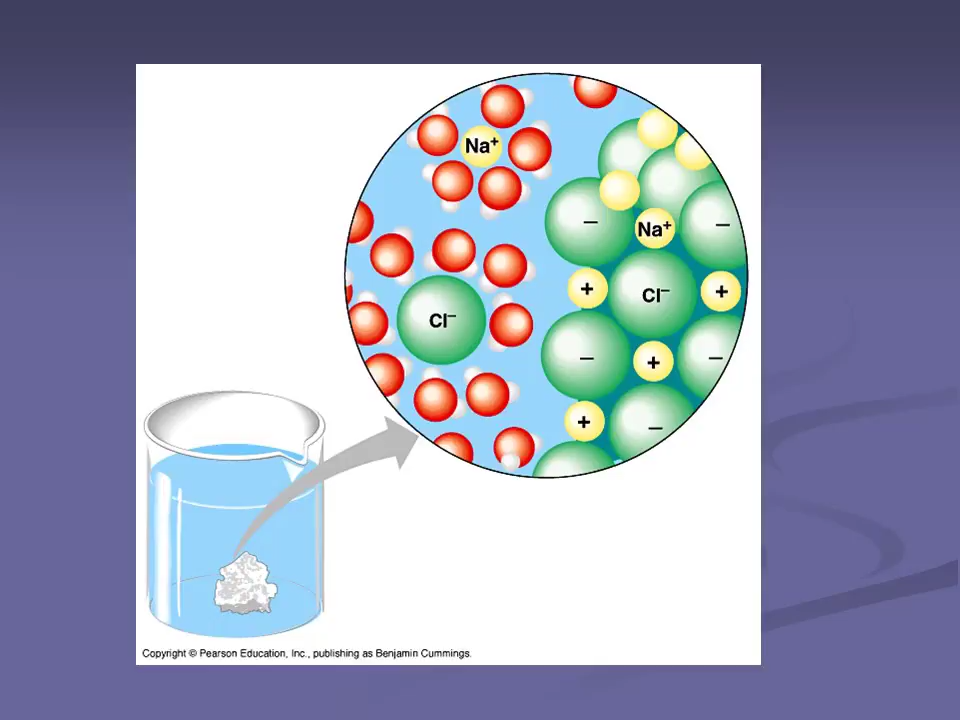 Na⁺
– Na⁺ –
+ Cl⁻ +
Cl⁻
– + –
+ –
Copyright © Pearson Education, Inc., publishing as Benjamin Cummings.